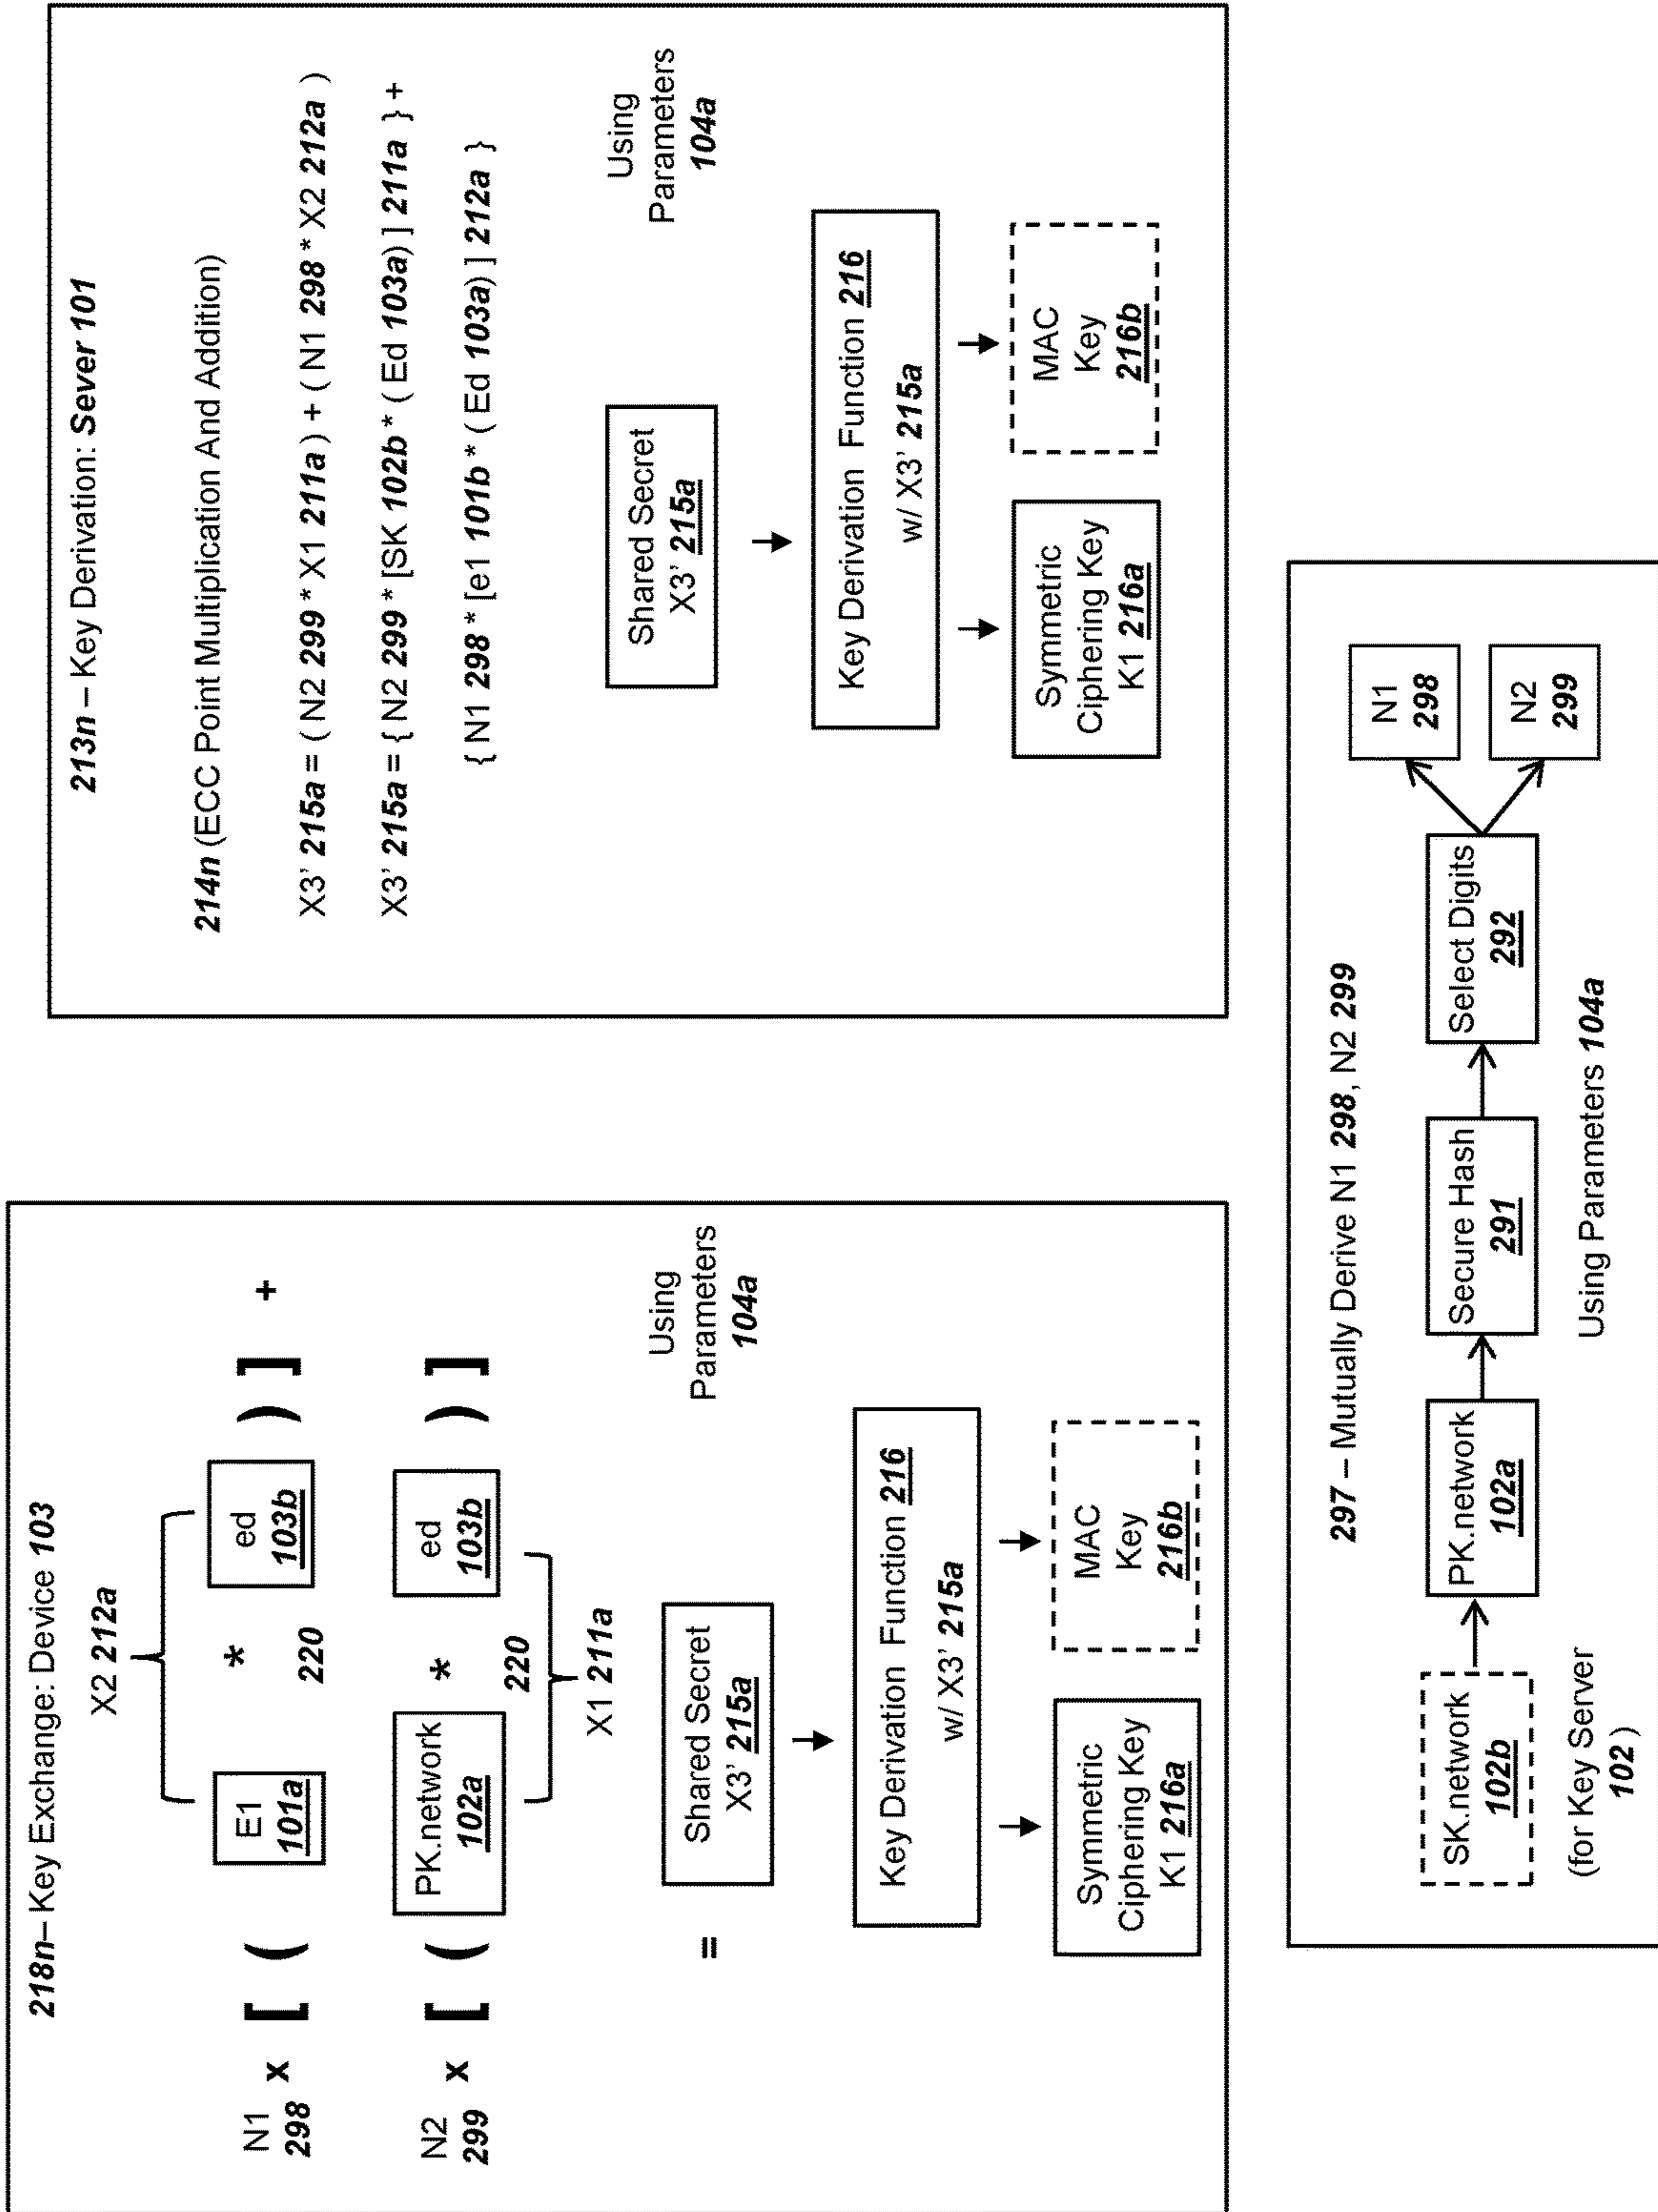 218n– Key Exchange: Device 103
X2 212a
N1 x [ ( E1 * ed ) ] +
298 101a 220 103b
N2 x [ ( PK.network * ed ) ]
299 102a 220 103b
X1 211a
= Shared Secret
X3’ 215a
Using
Parameters
104a
Key Derivation Function 216
w/ X3’ 215a
Symmetric
Ciphering Key
K1 216a
MAC
Key
216b
213n – Key Derivation: Sever 101
214n (ECC Point Multiplication And Addition)
X3’ 215a = ( N2 299 * X1 211a ) + ( N1 298 * X2 212a )
X3’ 215a = { N2 299 * [SK 102b * ( Ed 103a) ] 211a } +
{ N1 298 * [e1 101b * ( Ed 103a) ] 212a }
Shared Secret
X3’ 215a
Using
Parameters
104a
Key Derivation Function 216
w/ X3’ 215a
Symmetric
Ciphering Key
K1 216a
MAC
Key
216b
297 – Mutually Derive N1 298, N2 299
SK.network
102b
(for Key Server
102 )
PK.network
102a
Secure Hash
291
Select Digits
292
N1
298
N2
299
Using Parameters 104a